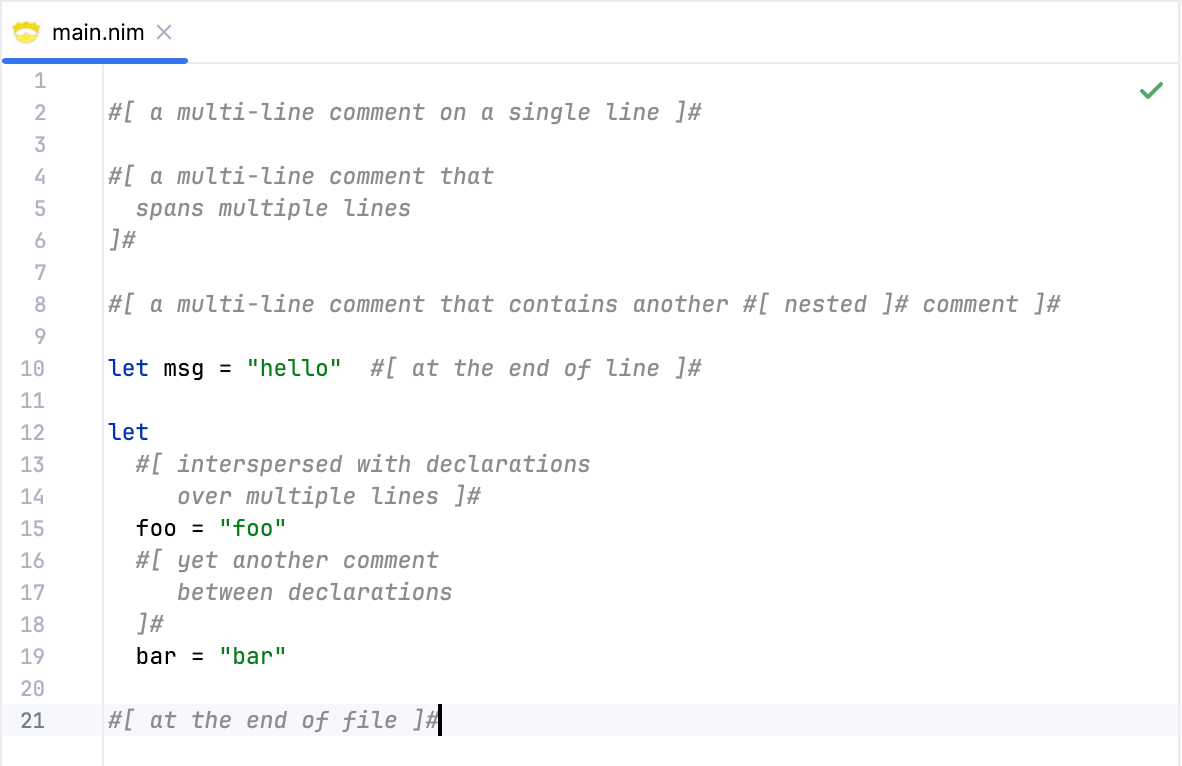 main.nim
1
2 #[ a multi-line comment on a single line ]#
3
4 #[ a multi-line comment that
5   spans multiple lines
6 ]#
7
8 #[ a multi-line comment that contains another #[ nested ]# comment ]#
9
10 let msg = "hello"  #[ at the end of line ]#
11
12 let
13   #[ interspersed with declarations
14      over multiple lines ]#
15   foo = "foo"
16   #[ yet another comment
17      between declarations
18   ]#
19   bar = "bar"
20
21 #[ at the end of file ]#